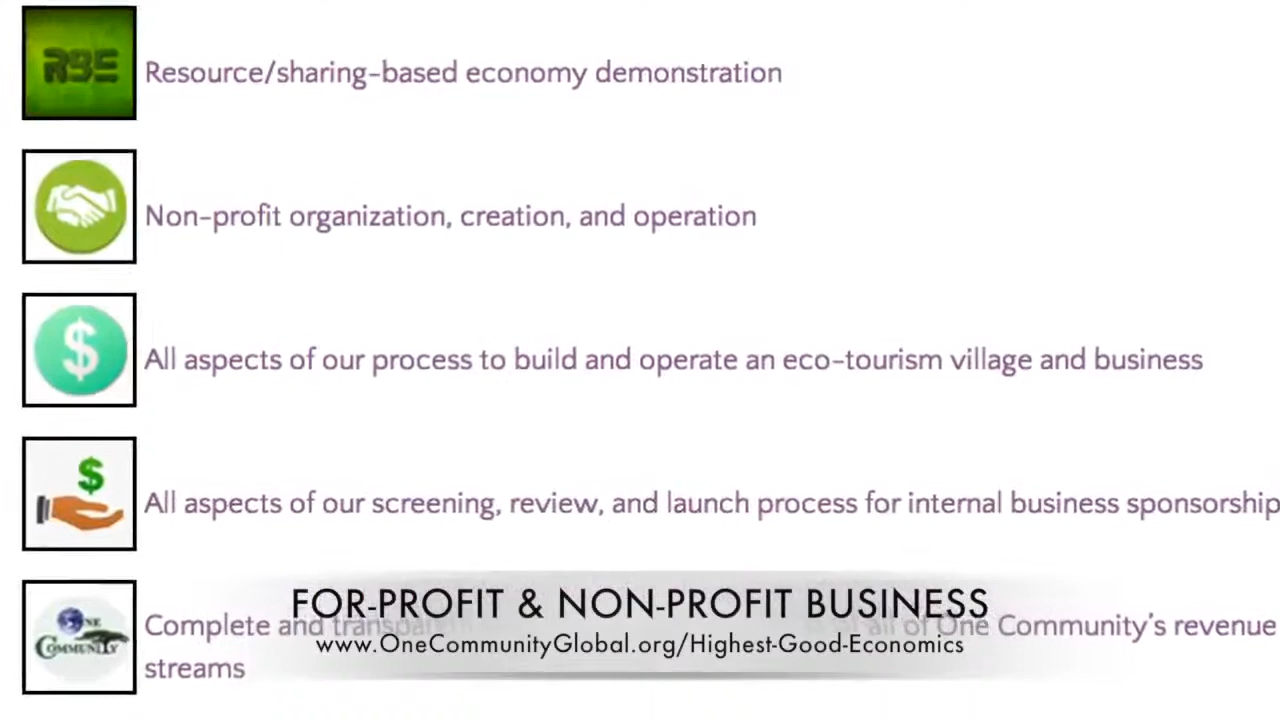 RBE
Resource/sharing-based economy demonstration
Non-profit organization, creation, and operation
$
All aspects of our process to build and operate an eco-tourism village and business
$
All aspects of our screening, review, and launch process for internal business sponsorship
ONE
COMMUNITY
Complete and of all of One Community's revenue
streams
FOR-PROFIT & NON-PROFIT BUSINESS
www.OneCommunityGlobal.org/Highest-Good-Economics